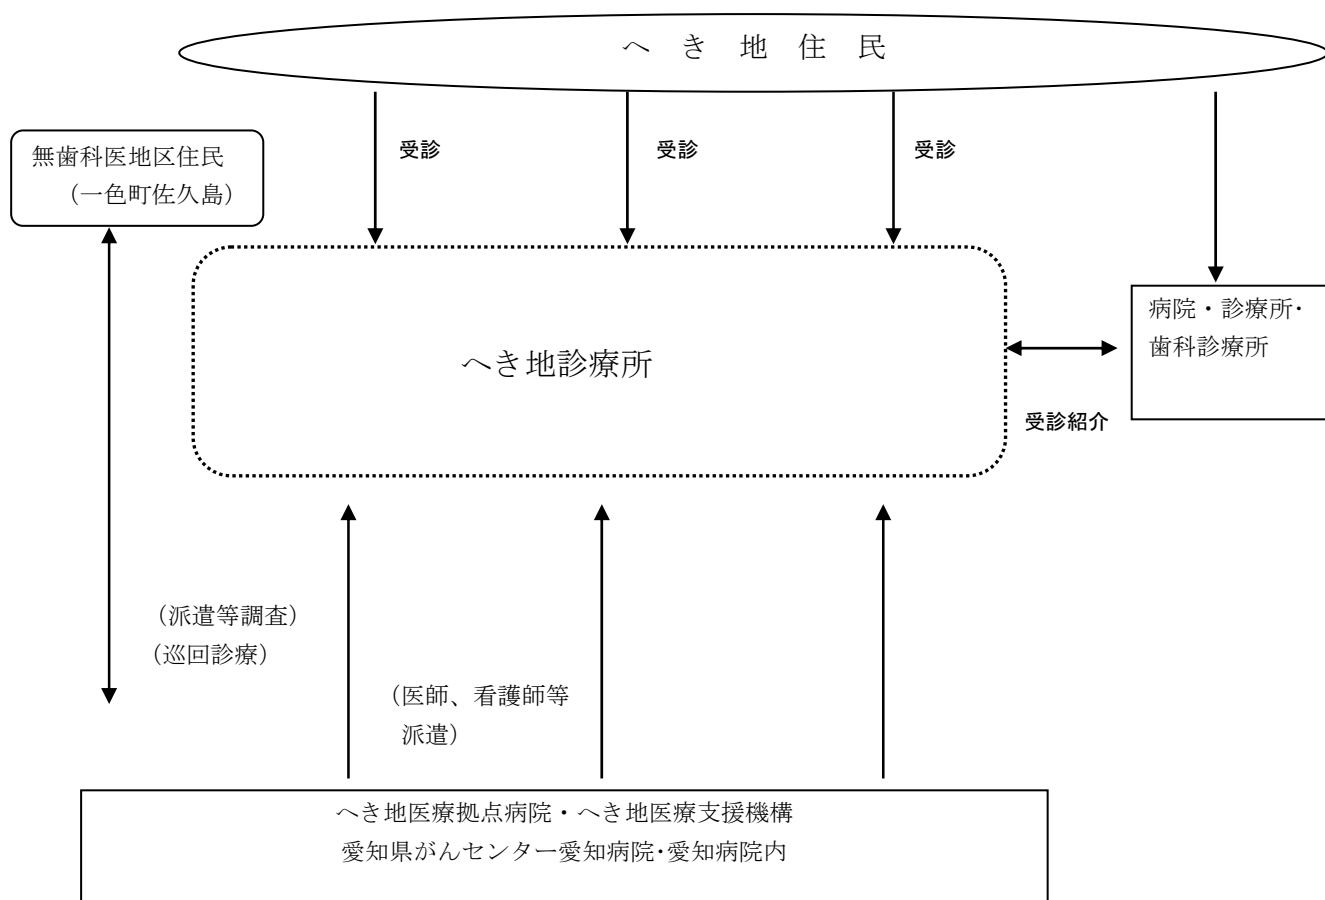 へ き 地 住 民
受診
受診
受診
無歯科医地区住民
(一色町佐久島)
病院・診療所・
歯科診療所
へき地診療所
受診紹介
(派遣等調査)
(巡回診療)
(医師、看護師等
派遣)
へき地医療拠点病院・へき地医療支援機構
愛知県がんセンター愛知病院・愛知病院内